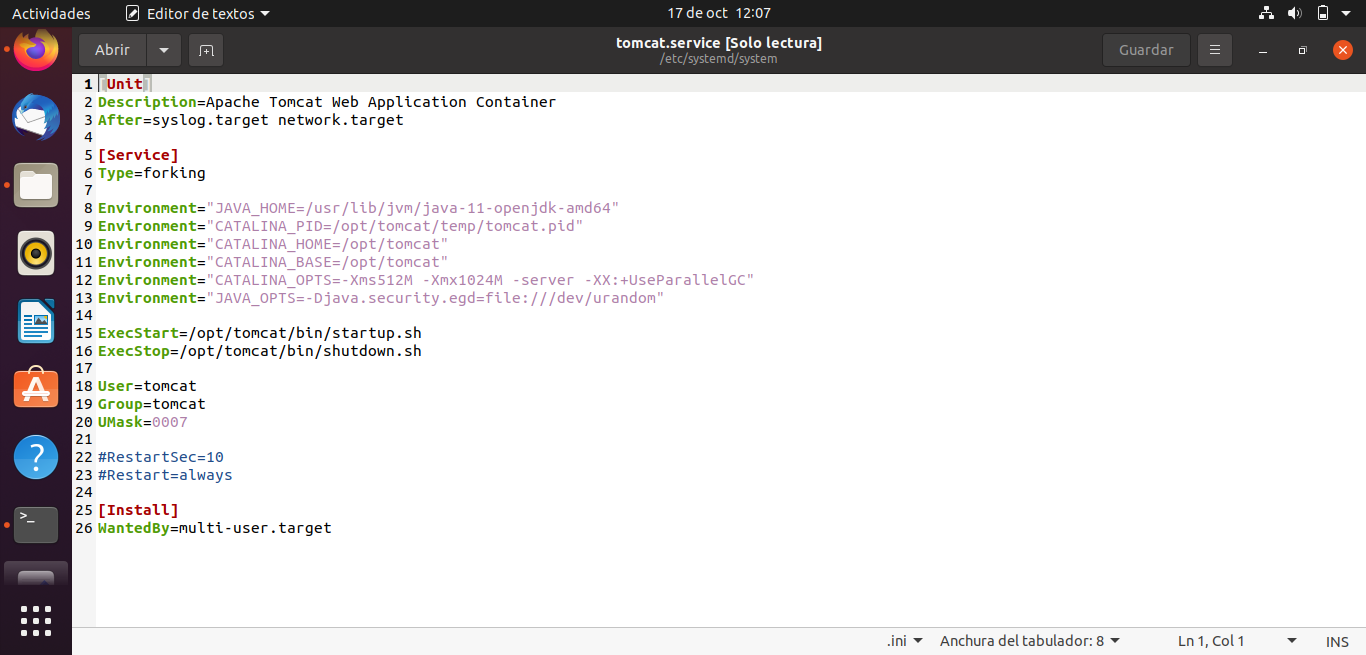 Actividades Editor de textos 17 de oct 12:07
Abrir tomcat.service [Solo lectura] Guardar
/etc/systemd/system
1 [Unit]
2 Description=Apache Tomcat Web Application Container
3 After=syslog.target network.target
4
5 [Service]
6 Type=forking
7
8 Environment="JAVA_HOME=/usr/lib/jvm/java-11-openjdk-amd64"
9 Environment="CATALINA_PID=/opt/tomcat/temp/tomcat.pid"
10 Environment="CATALINA_HOME=/opt/tomcat"
11 Environment="CATALINA_BASE=/opt/tomcat"
12 Environment="CATALINA_OPTS=-Xms512M -Xmx1024M -server -XX:+UseParallelGC"
13 Environment="JAVA_OPTS=-Djava.security.egd=file:///dev/urandom"
14
15 ExecStart=/opt/tomcat/bin/startup.sh
16 ExecStop=/opt/tomcat/bin/shutdown.sh
17
18 User=tomcat
19 Group=tomcat
20 UMask=0007
21
22 #RestartSec=10
23 #Restart=always
24
25 [Install]
26 WantedBy=multi-user.target
.ini Anchura del tabulador: 8 Ln 1, Col 1 INS